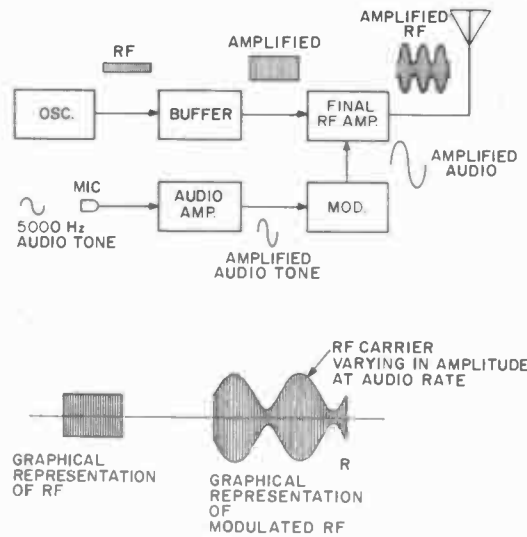 AMPLIFIED
RF
RF
AMPLIFIED
OSC.
BUFFER
FINAL
RF AMP.
AMPLIFIED
AUDIO
MIC
AUDIO
AMP.
MOD.
5000 Hz
AUDIO TONE
AMPLIFIED
AUDIO TONE
RF CARRIER
VARYING IN AMPLITUDE
AT AUDIO RATE
R
GRAPHICAL
REPRESENTATION
OF RF
GRAPHICAL
REPRESENTATION
OF
MODULATED RF